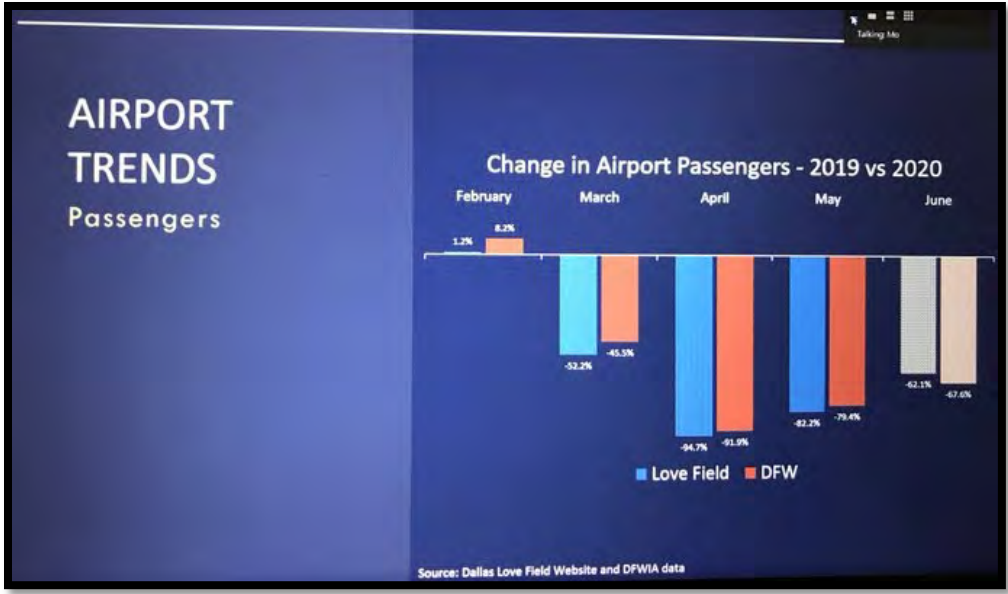 Talking Mo
AIRPORT
TRENDS
Passengers
Change in Airport Passengers - 2019 vs 2020
February March April May June
1.2% 8.2%
-52.2% -45.5%
-94.7% -91.9%
-82.2% -79.4%
-62.1% -67.6%
Love Field DFW
Source: Dallas Love Field Website and DFWIA data